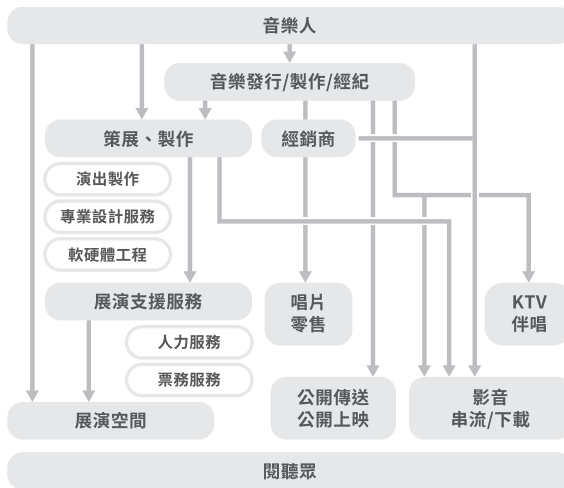 音樂人
音樂發行/製作/經紀
策展、製作
經銷商
演出製作
專業設計服務
軟硬體工程
展演支援服務
唱片
零售
KTV
伴唱
人力服務
票務服務
展演空間
公開傳送
公開上映
影音
串流/下載
閱聽眾